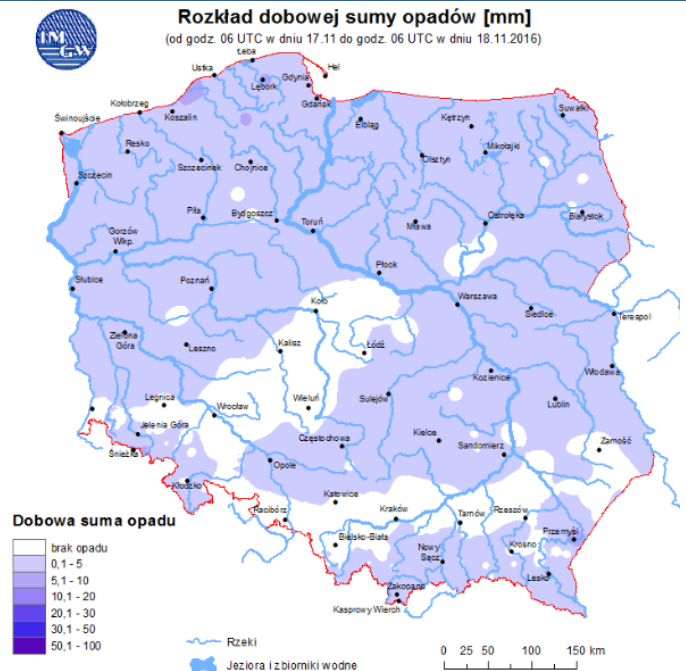 IM
GW
Rozkład dobowej sumy opadów [mm]
(od godz. 06 UTC w dniu 17.11 do godz. 06 UTC w dniu 18.11.2016)
Łeba
Ustka
Hel
Gdynia
Lębork
Gdańsk
Kołobrzeg
Koszalin
Suwałki
Świnoujście
Elbląg
Kętrzyn
Resko
Mikołajki
Szczecinek
Chojnice
Olsztyn
Szczecin
Piła
Bydgoszcz
Ostrołęka
Białystok
Toruń
Mława
Gorzów
Wlkp.
Płock
Słubice
Poznań
Koło
Warszawa
Siedlce
Terespol
Zielona
Góra
Leszno
Kalisz
Łódź
Włodawa
Kozienice
Legnica
Wrocław
Wieluń
Sulejów
Lublin
Jelenia Góra
Częstochowa
Kielce
Sandomierz
Zamość
Śnieżka
Opole
Kłodzko
Katowice
Racibórz
Kraków
Tarnów
Rzeszów
Bielsko-Biała
Przemyśl
Nowy
Sącz
Krosno
Lesko
Zakopane
Kasprowy Wierch
Dobowa suma opadu
brak opadu
0,1 - 5
5,1 - 10
10,1 - 20
20,1 - 30
30,1 - 50
50,1 - 100
Rzeki
Jeziora i zbiorniki wodne
0 25 50 100 150 km